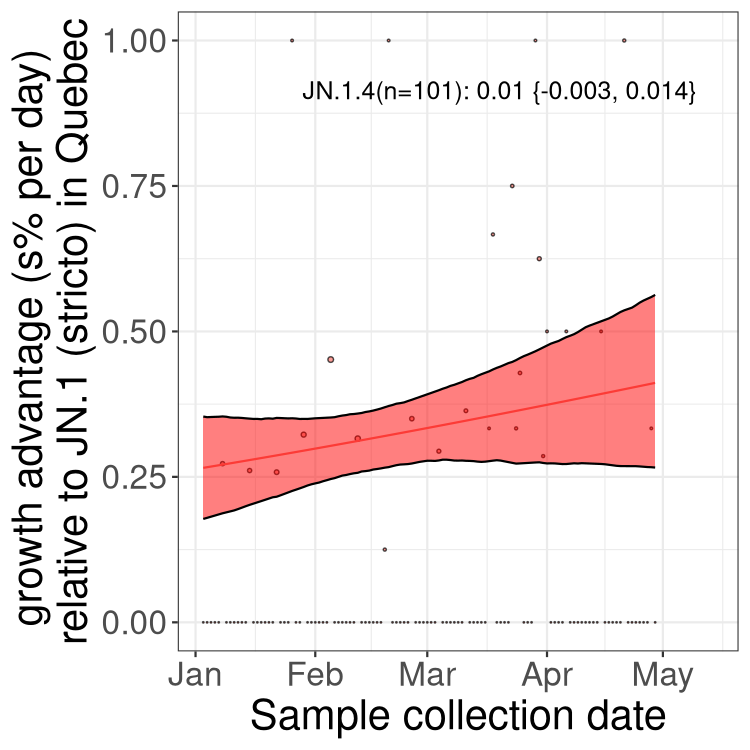 growth advantage (s% per day)
relative to JN.1 (stricto) in Quebec
1.00
0.75
0.50
0.25
0.00
JN.1.4(n=101): 0.01 {-0.003, 0.014}
Jan Feb Mar Apr May
Sample collection date